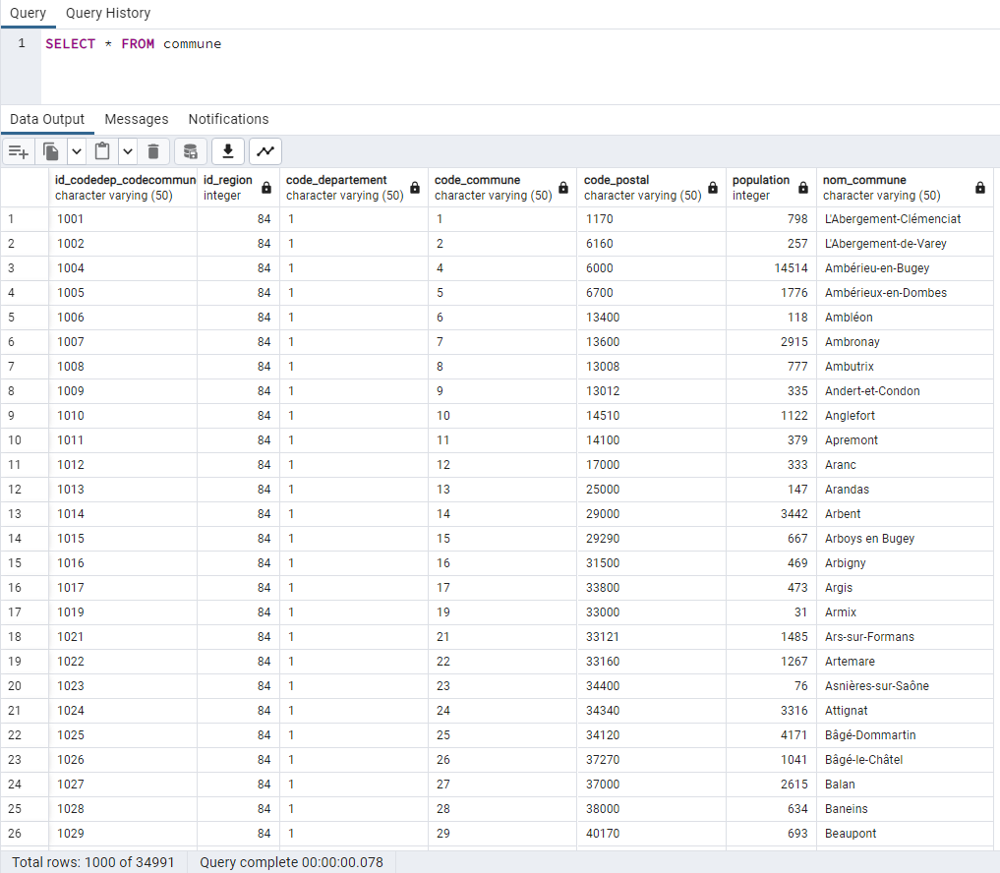 Query Query History
1 SELECT * FROM commune
Data Output Messages Notifications
id_codedep_codecommun id_region code_departement code_commune code_postal population nom_commune
character varying (50) integer character varying (50) character varying (50) character varying (50) integer character varying (50)
1 1001 84 1 1 1170 798 L'Abergement-Clémenciat
2 1002 84 1 2 6160 257 L'Abergement-de-Varey
3 1004 84 1 4 6000 14514 Ambérieu-en-Bugey
4 1005 84 1 5 6700 1776 Ambérieux-en-Dombes
5 1006 84 1 6 13400 118 Ambléon
6 1007 84 1 7 13600 2915 Ambronay
7 1008 84 1 8 13008 777 Ambutrix
8 1009 84 1 9 13012 335 Andert-et-Condon
9 1010 84 1 10 14510 1122 Anglefort
10 1011 84 1 11 14100 379 Apremont
11 1012 84 1 12 17000 333 Aranc
12 1013 84 1 13 25000 147 Arandas
13 1014 84 1 14 29000 3442 Arbent
14 1015 84 1 15 29290 667 Arboys en Bugey
15 1016 84 1 16 31500 469 Arbigny
16 1017 84 1 17 33800 473 Argis
17 1019 84 1 19 33000 31 Armix
18 1021 84 1 21 33121 1485 Ars-sur-Formans
19 1022 84 1 22 33160 1267 Artemare
20 1023 84 1 23 34400 76 Asnières-sur-Saône
21 1024 84 1 24 34340 3316 Attignat
22 1025 84 1 25 34120 4171 Bâgé-Dommartin
23 1026 84 1 26 37270 1041 Bâgé-le-Châtel
24 1027 84 1 27 37000 2615 Balan
25 1028 84 1 28 38000 634 Baneins
26 1029 84 1 29 40170 693 Beaupont
Total rows: 1000 of 34991 Query complete 00:00:00.078